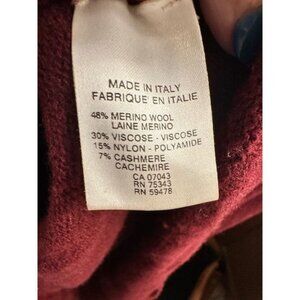 MADE IN ITALY
FABRIQUE EN ITALIE
48% MERINO WOOL
LAINE MERINO
30% VISCOSE - VISCOSE
15% NYLON - POLYAMIDE
7% CASHMERE
CACHEMIRE
CA 07043
RN 75343
RN 59478